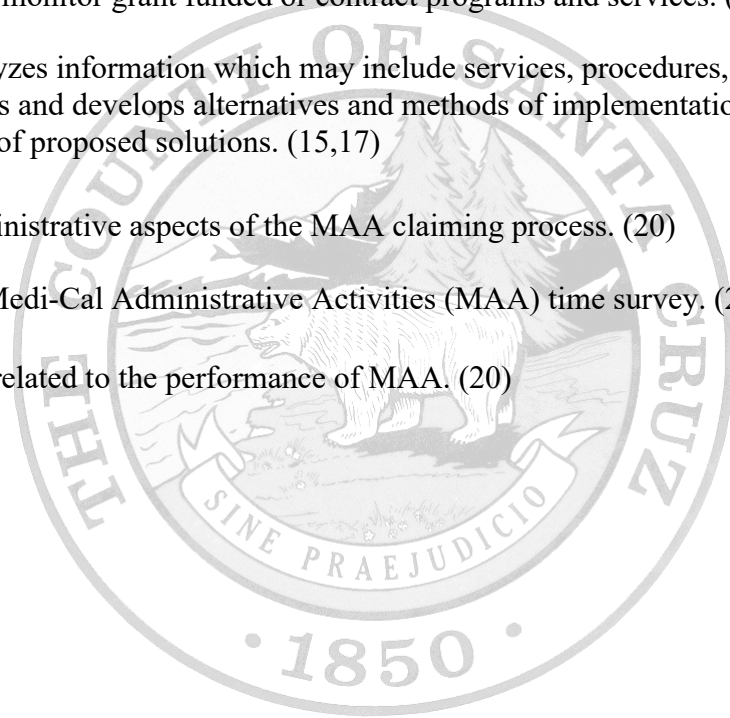 monitor grant funded or contract programs and services. (
yzes information which may include services, procedures,
s and develops alternatives and methods of implementatio
of proposed solutions. (15,17)
inistrative aspects of the MAA claiming process. (20)
Medi-Cal Administrative Activities (MAA) time survey. (2
related to the performance of MAA. (20)
THE COUNTY OF SANTA CRUZ
SINE PRAEJUDICIO
• 1850 •